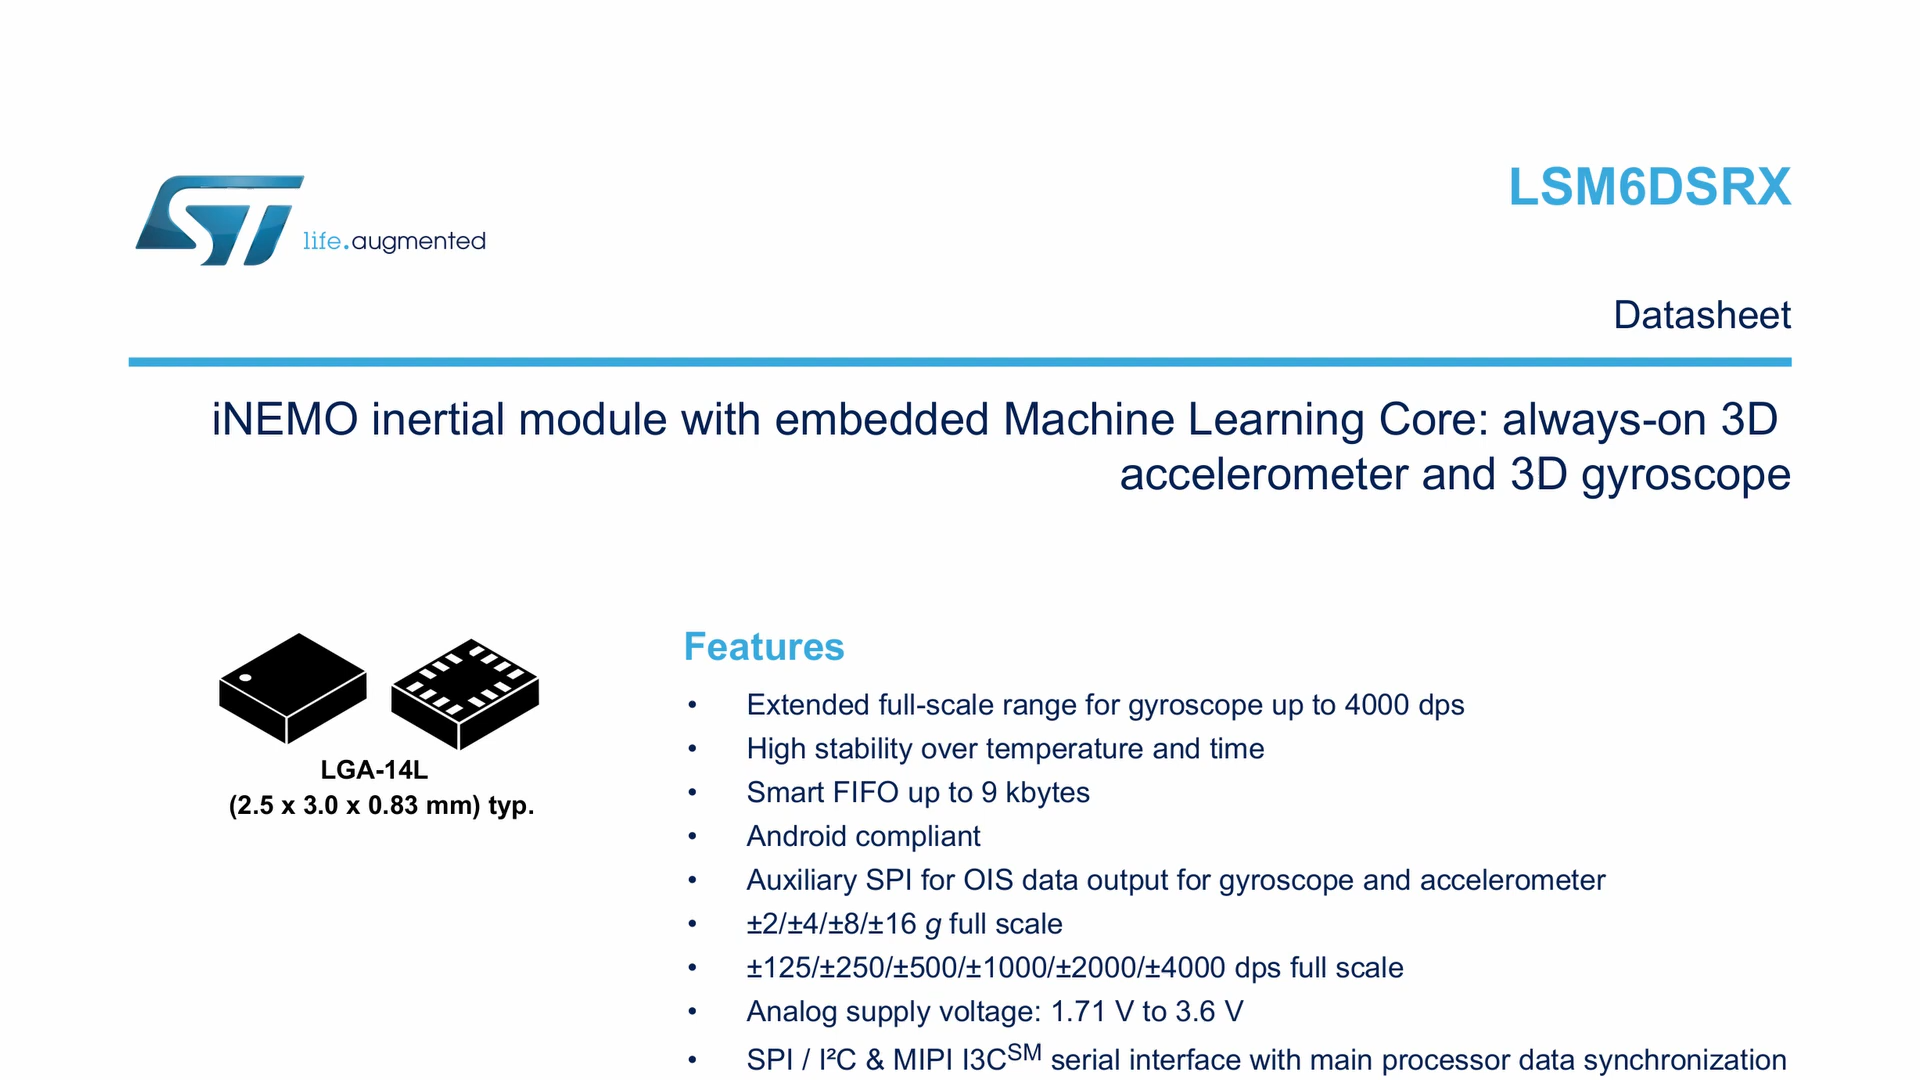 ST life.augmented
LSM6DSRX
Datasheet
iNEMO inertial module with embedded Machine Learning Core: always-on 3D
accelerometer and 3D gyroscope
LGA-14L
(2.5 x 3.0 x 0.83 mm) typ.
Features
• Extended full-scale range for gyroscope up to 4000 dps
• High stability over temperature and time
• Smart FIFO up to 9 kbytes
• Android compliant
• Auxiliary SPI for OIS data output for gyroscope and accelerometer
• ±2/±4/±8/±16 g full scale
• ±125/±250/±500/±1000/±2000/±4000 dps full scale
• Analog supply voltage: 1.71 V to 3.6 V
• SPI / I²C & MIPI I3CSM serial interface with main processor data synchronization